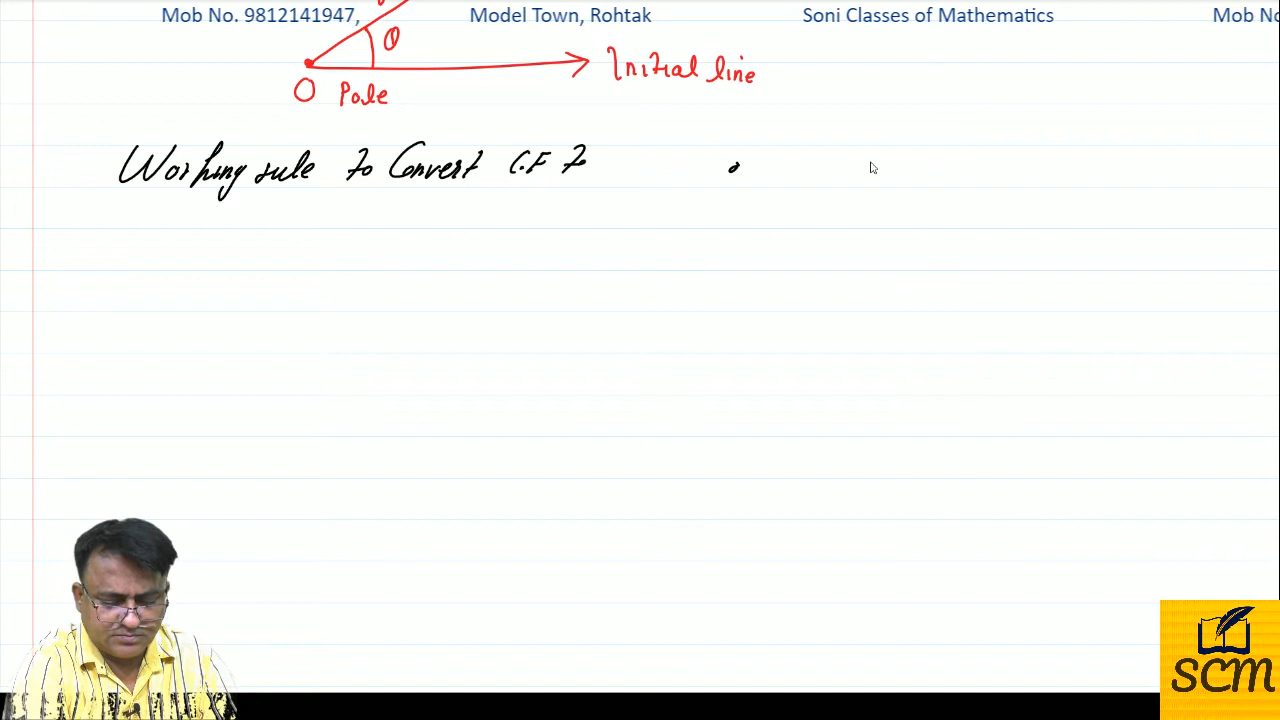 Mob No. 9812141947, Model Town, Rohtak Soni Classes of Mathematics Mob No
θ
Initial line
O Pole
Working rule to Convert C.F to
SCM